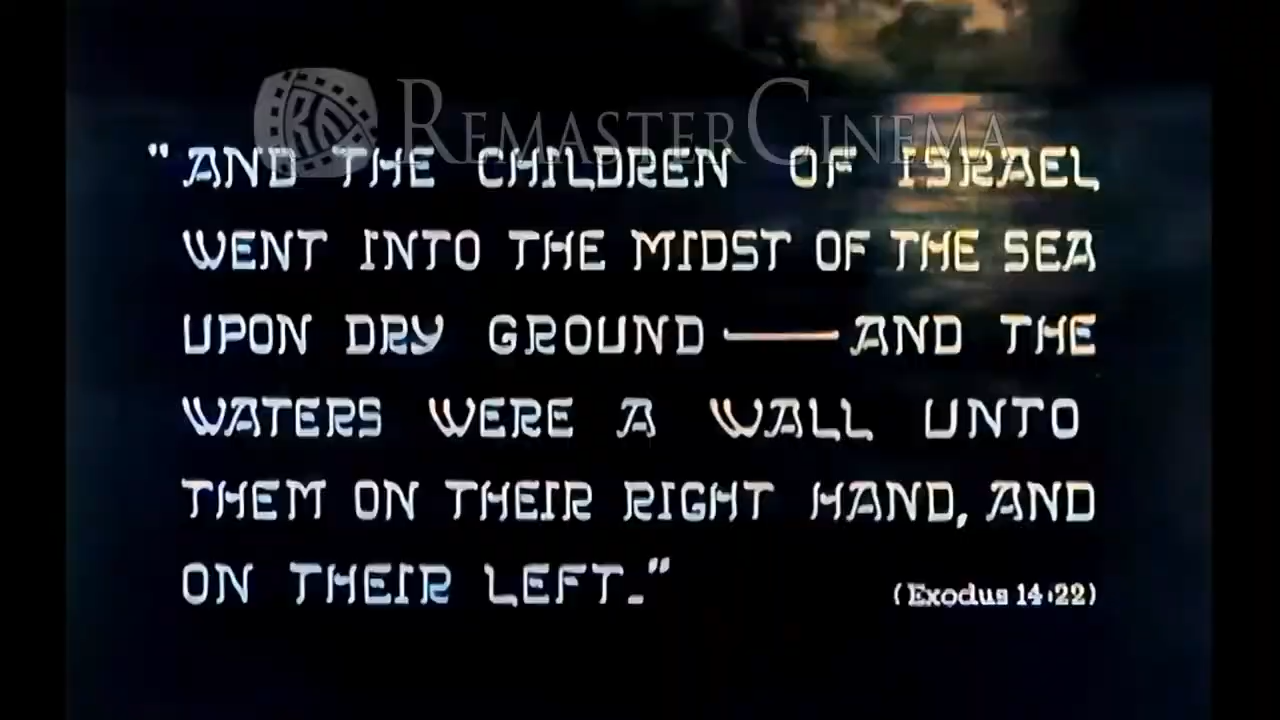 REMASTERCINEMA
"AND THE CHILDREN OF ISRAEL
WENT INTO THE MIDST OF THE SEA
UPON DRY GROUND — AND THE
WATERS WERE A WALL UNTO
THEM ON THEIR RIGHT HAND, AND
ON THEIR LEFT."
(Exodus 14:22)